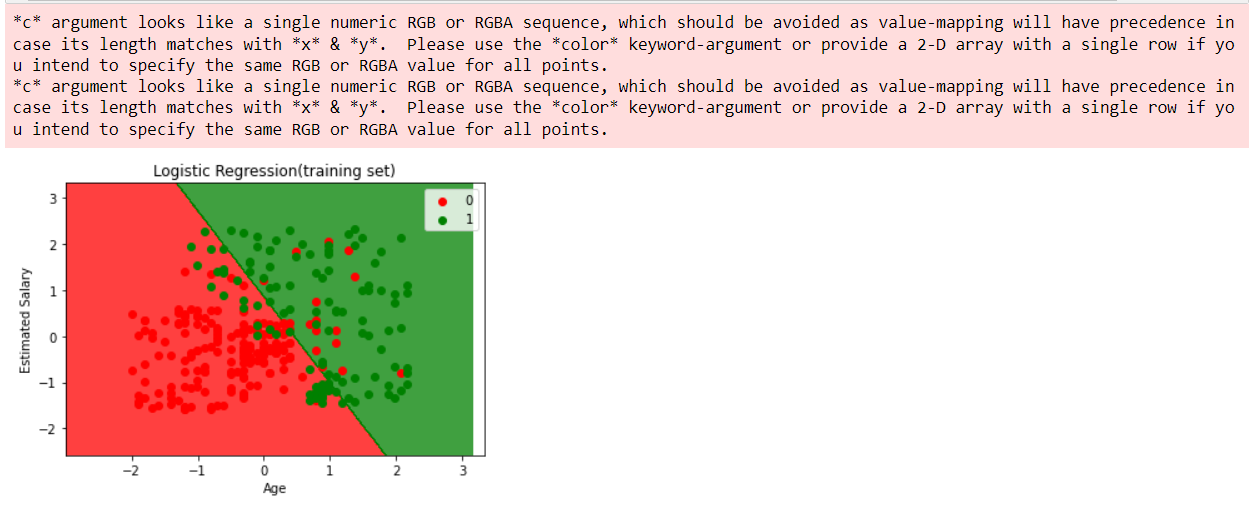 *c* argument looks like a single numeric RGB or RGBA sequence, which should be avoided as value-mapping will have precedence in
case its length matches with *x* & *y*.  Please use the *color* keyword-argument or provide a 2-D array with a single row if yo
u intend to specify the same RGB or RGBA value for all points.
*c* argument looks like a single numeric RGB or RGBA sequence, which should be avoided as value-mapping will have precedence in
case its length matches with *x* & *y*.  Please use the *color* keyword-argument or provide a 2-D array with a single row if yo
u intend to specify the same RGB or RGBA value for all points.
Logistic Regression(training set)
0
1
Estimated Salary
3
2
1
0
−1
−2
−2 −1 0 1 2 3
Age